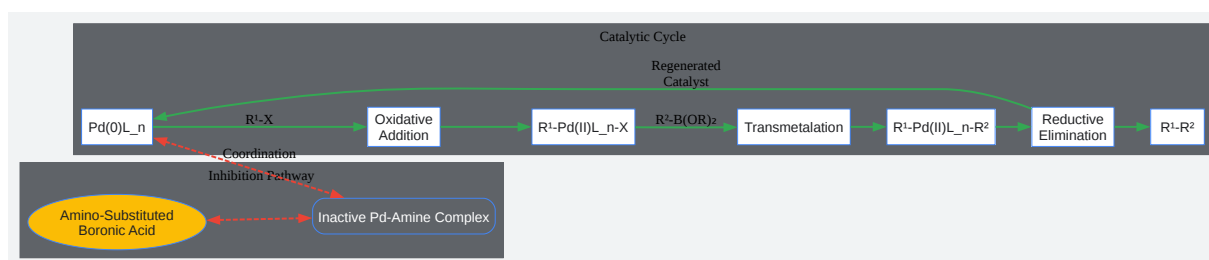 Catalytic Cycle
Regenerated
Catalyst
Pd(0)L_n
R¹-X
Oxidative
Addition
R¹-Pd(II)L_n-X
R²-B(OR)₂
Transmetalation
R¹-Pd(II)L_n-R²
Reductive
Elimination
R¹-R²
Coordination
Inhibition Pathway
Amino-Substituted
Boronic Acid
Inactive Pd-Amine Complex